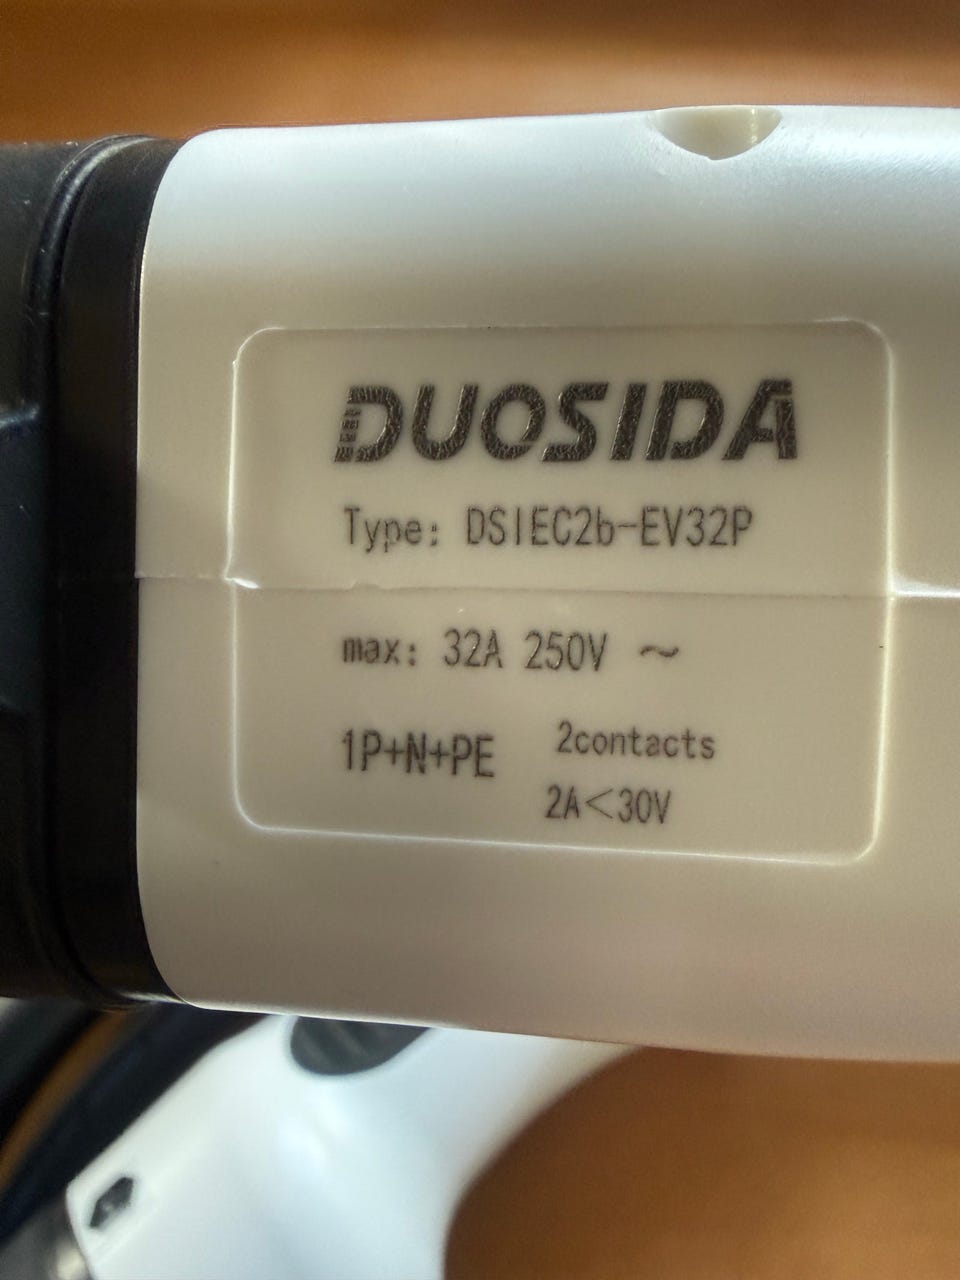 DUOSIDA
Type: DSIEC2b-EV32P
max: 32A 250V ~
1P+N+PE 2contacts
2A<30V